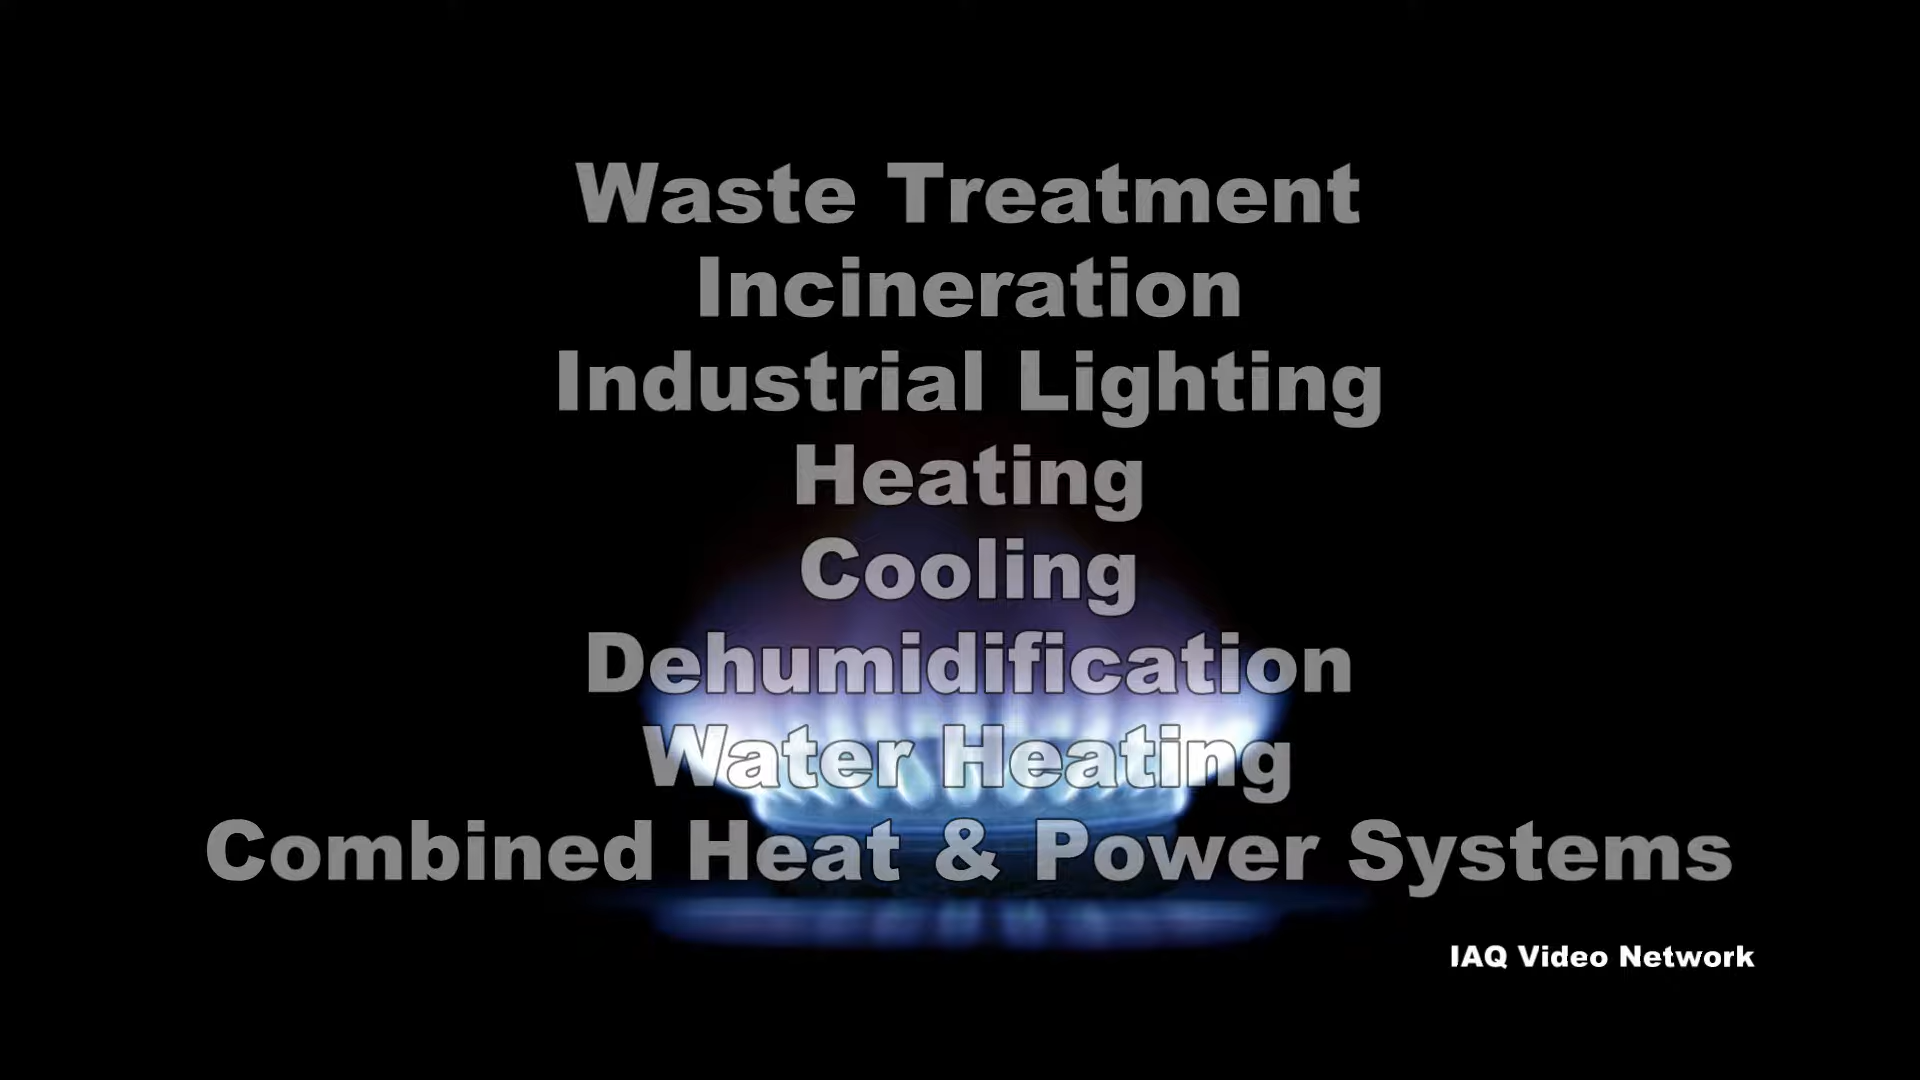 Waste Treatment
Incineration
Industrial Lighting
Heating
Cooling
Dehumidification
Water Heating
Combined Heat & Power Systems
IAQ Video Network